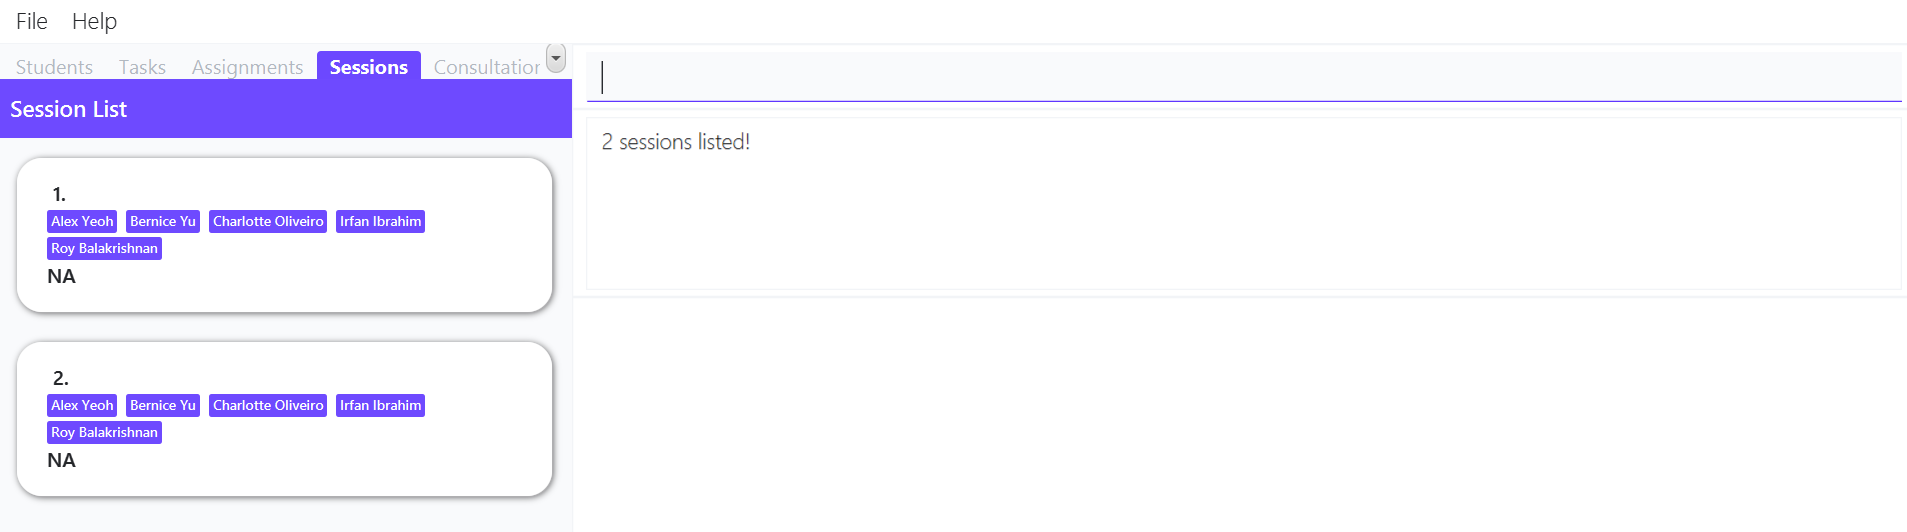 File Help
Students Tasks Assignments Sessions Consultation
Session List
2 sessions listed!
1.
Alex Yeoh Bernice Yu Charlotte Oliveiro Irfan Ibrahim
Roy Balakrishnan
NA
2.
Alex Yeoh Bernice Yu Charlotte Oliveiro Irfan Ibrahim
Roy Balakrishnan
NA